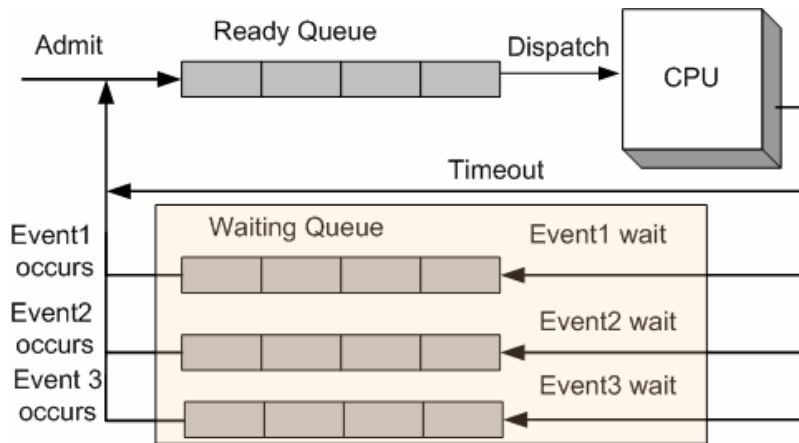 Admit
Ready Queue
Dispatch
CPU
Timeout
Waiting Queue
Event1
occurs
Event1 wait
Event2
occurs
Event2 wait
Event 3
occurs
Event3 wait